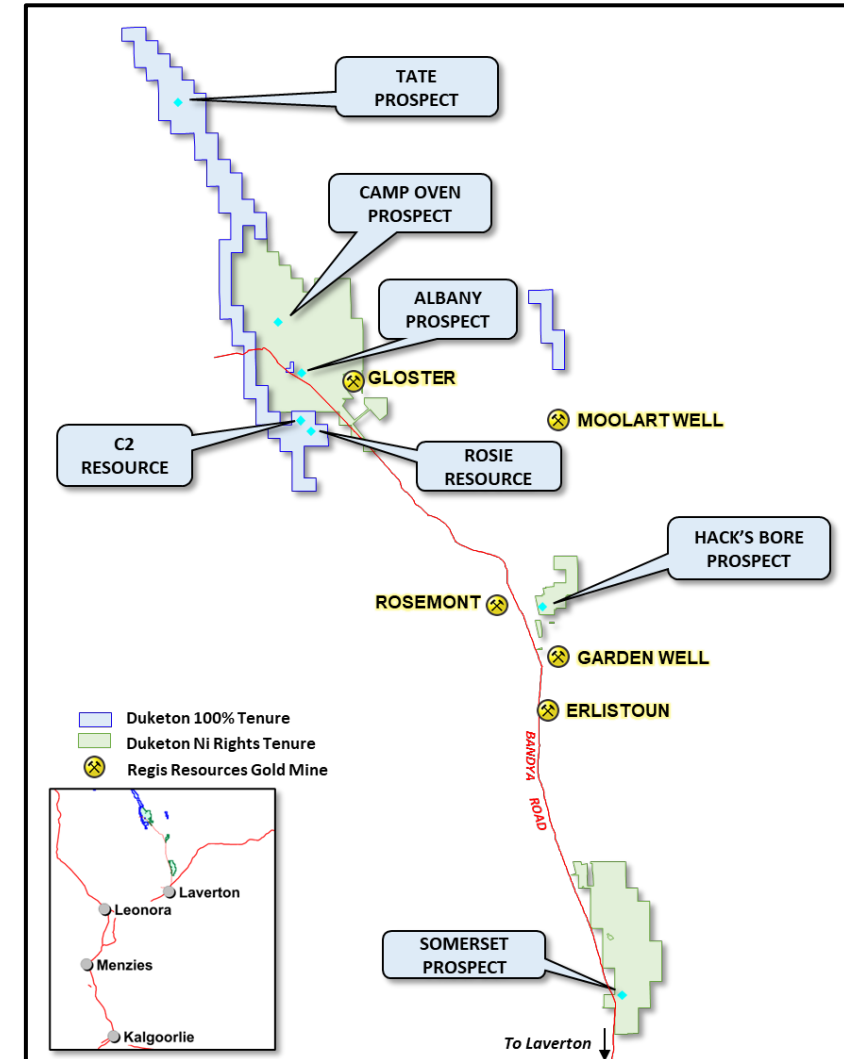 TATE
PROSPECT
CAMP OVEN
PROSPECT
ALBANY
PROSPECT
GLOSTER
MOOLART WELL
C2
RESOURCE
ROSIE
RESOURCE
HACK'S BORE
PROSPECT
ROSEMONT
GARDEN WELL
ERLISTOUN
BANDYA
ROAD
Duketon 100% Tenure
Duketon Ni Rights Tenure
Regis Resources Gold Mine
Laverton
Leonora
Menzies
Kalgoorlie
SOMERSET
PROSPECT
To Laverton